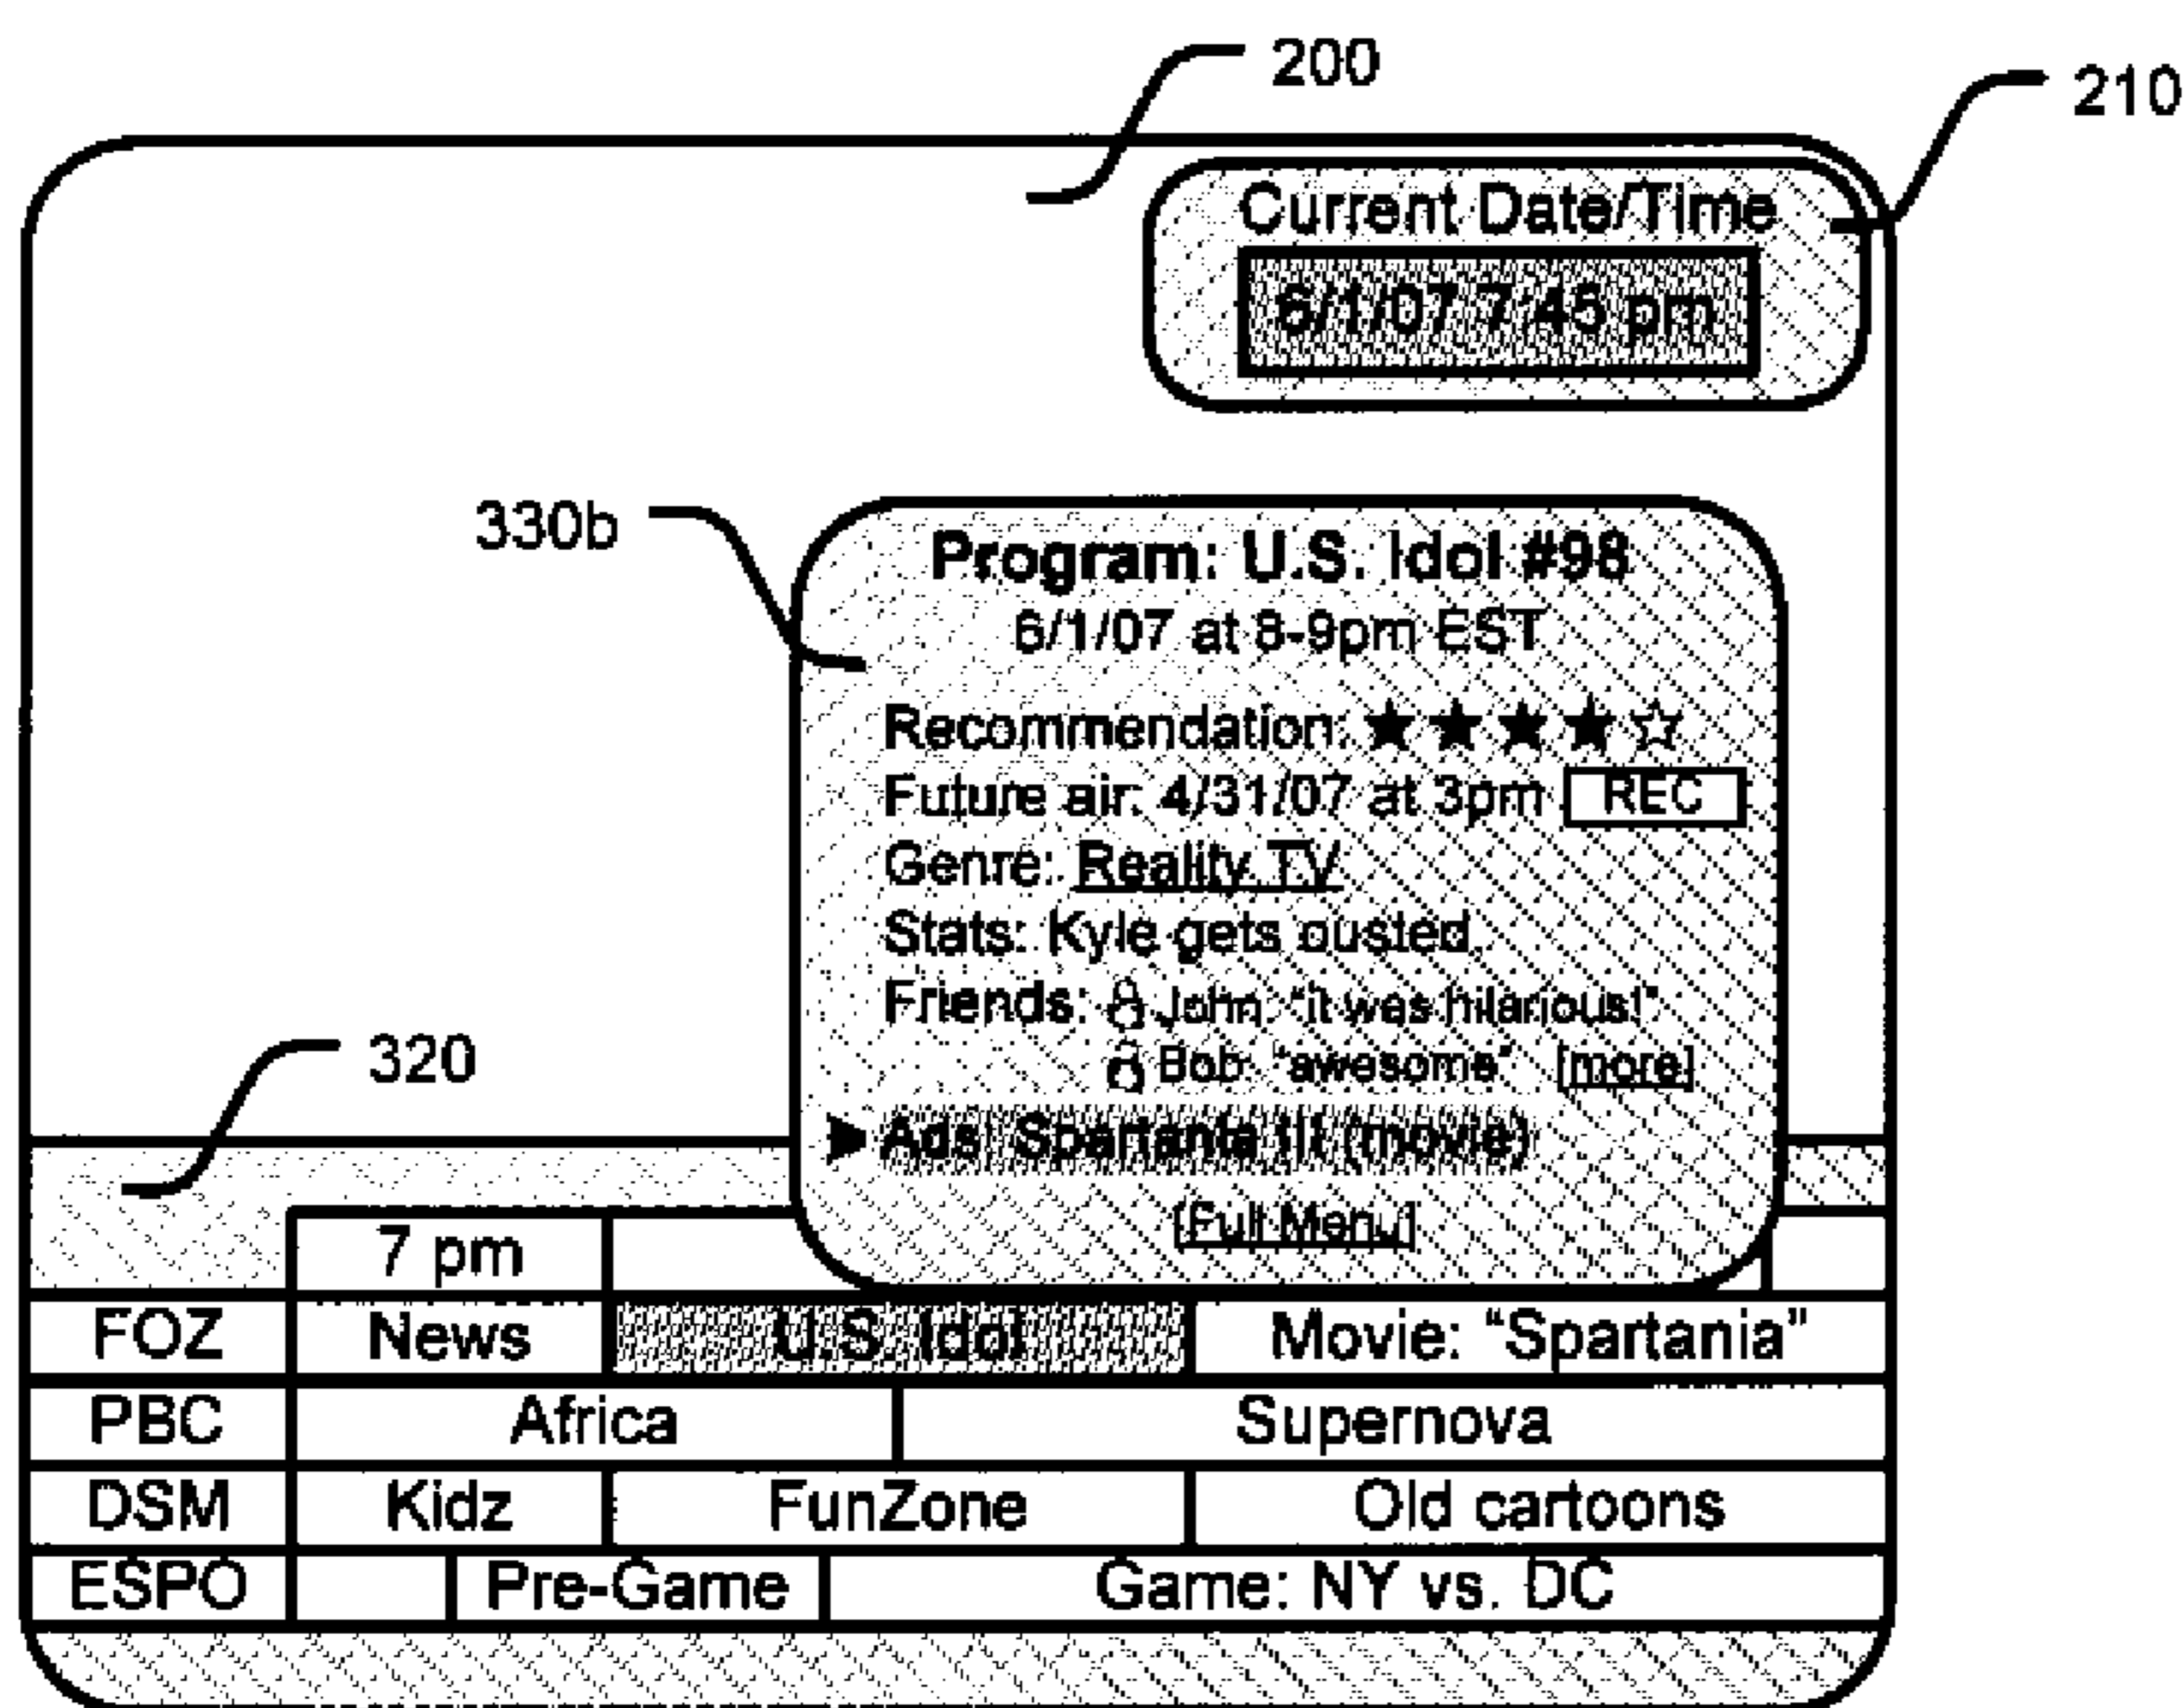 200
210
Current Date/Time
6/1/07 7:45 pm
330b
Program: U.S. Idol #98
6/1/07 at 8-9pm EST
Recommendation: ★★★★☆
Future air: 4/31/07 at 3pm REC
Genre: Reality TV
Stats: Kyle gets ousted.
Friends: John: "it was hilarious!"
Bob: "awesome" [more]
320
▶Ads: Spartania III (movie)
[Full Menu]
7 pm
FOZ News U.S. Idol Movie: “Spartania”
PBC Africa Supernova
DSM Kidz FunZone Old cartoons
ESPO Pre-Game Game: NY vs. DC